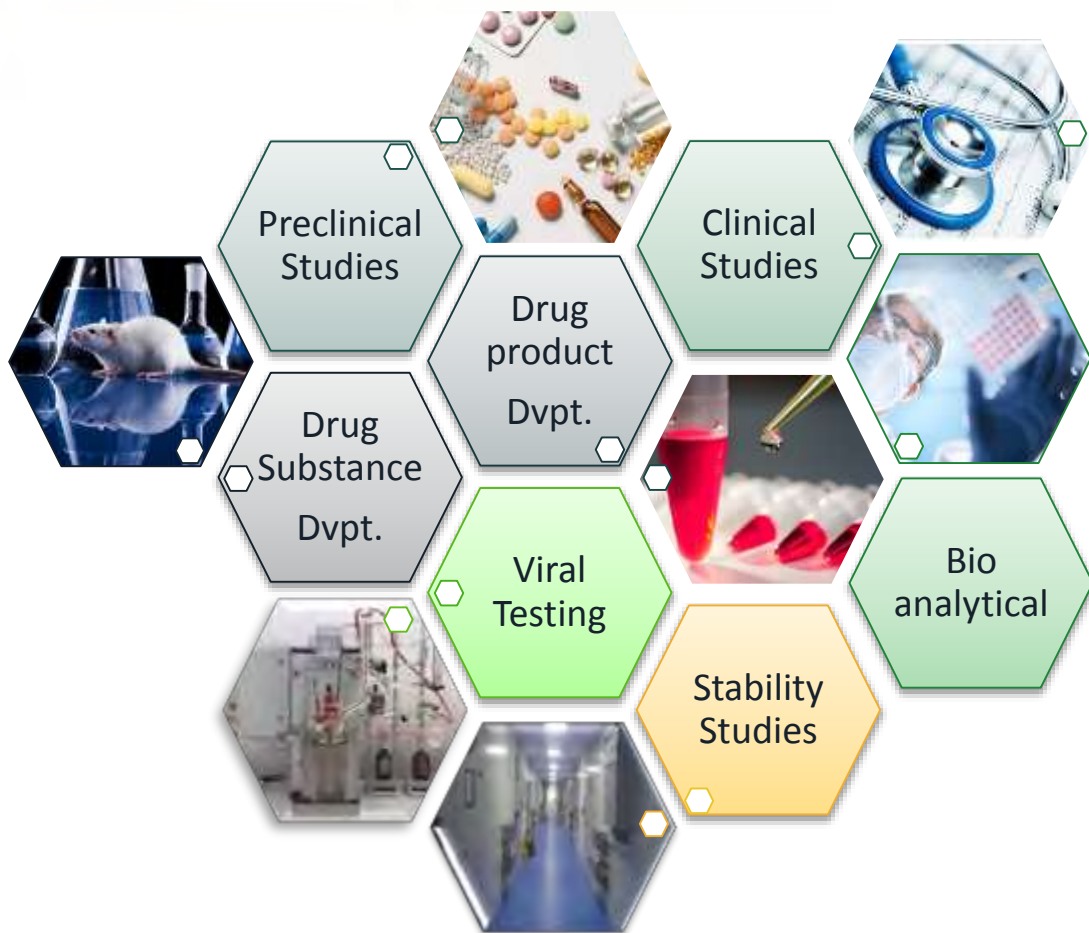 Preclinical
Studies
Clinical
Studies
Drug
product
Dvpt.
Drug
Substance
Dvpt.
Viral
Testing
Bio
analytical
Stability
Studies